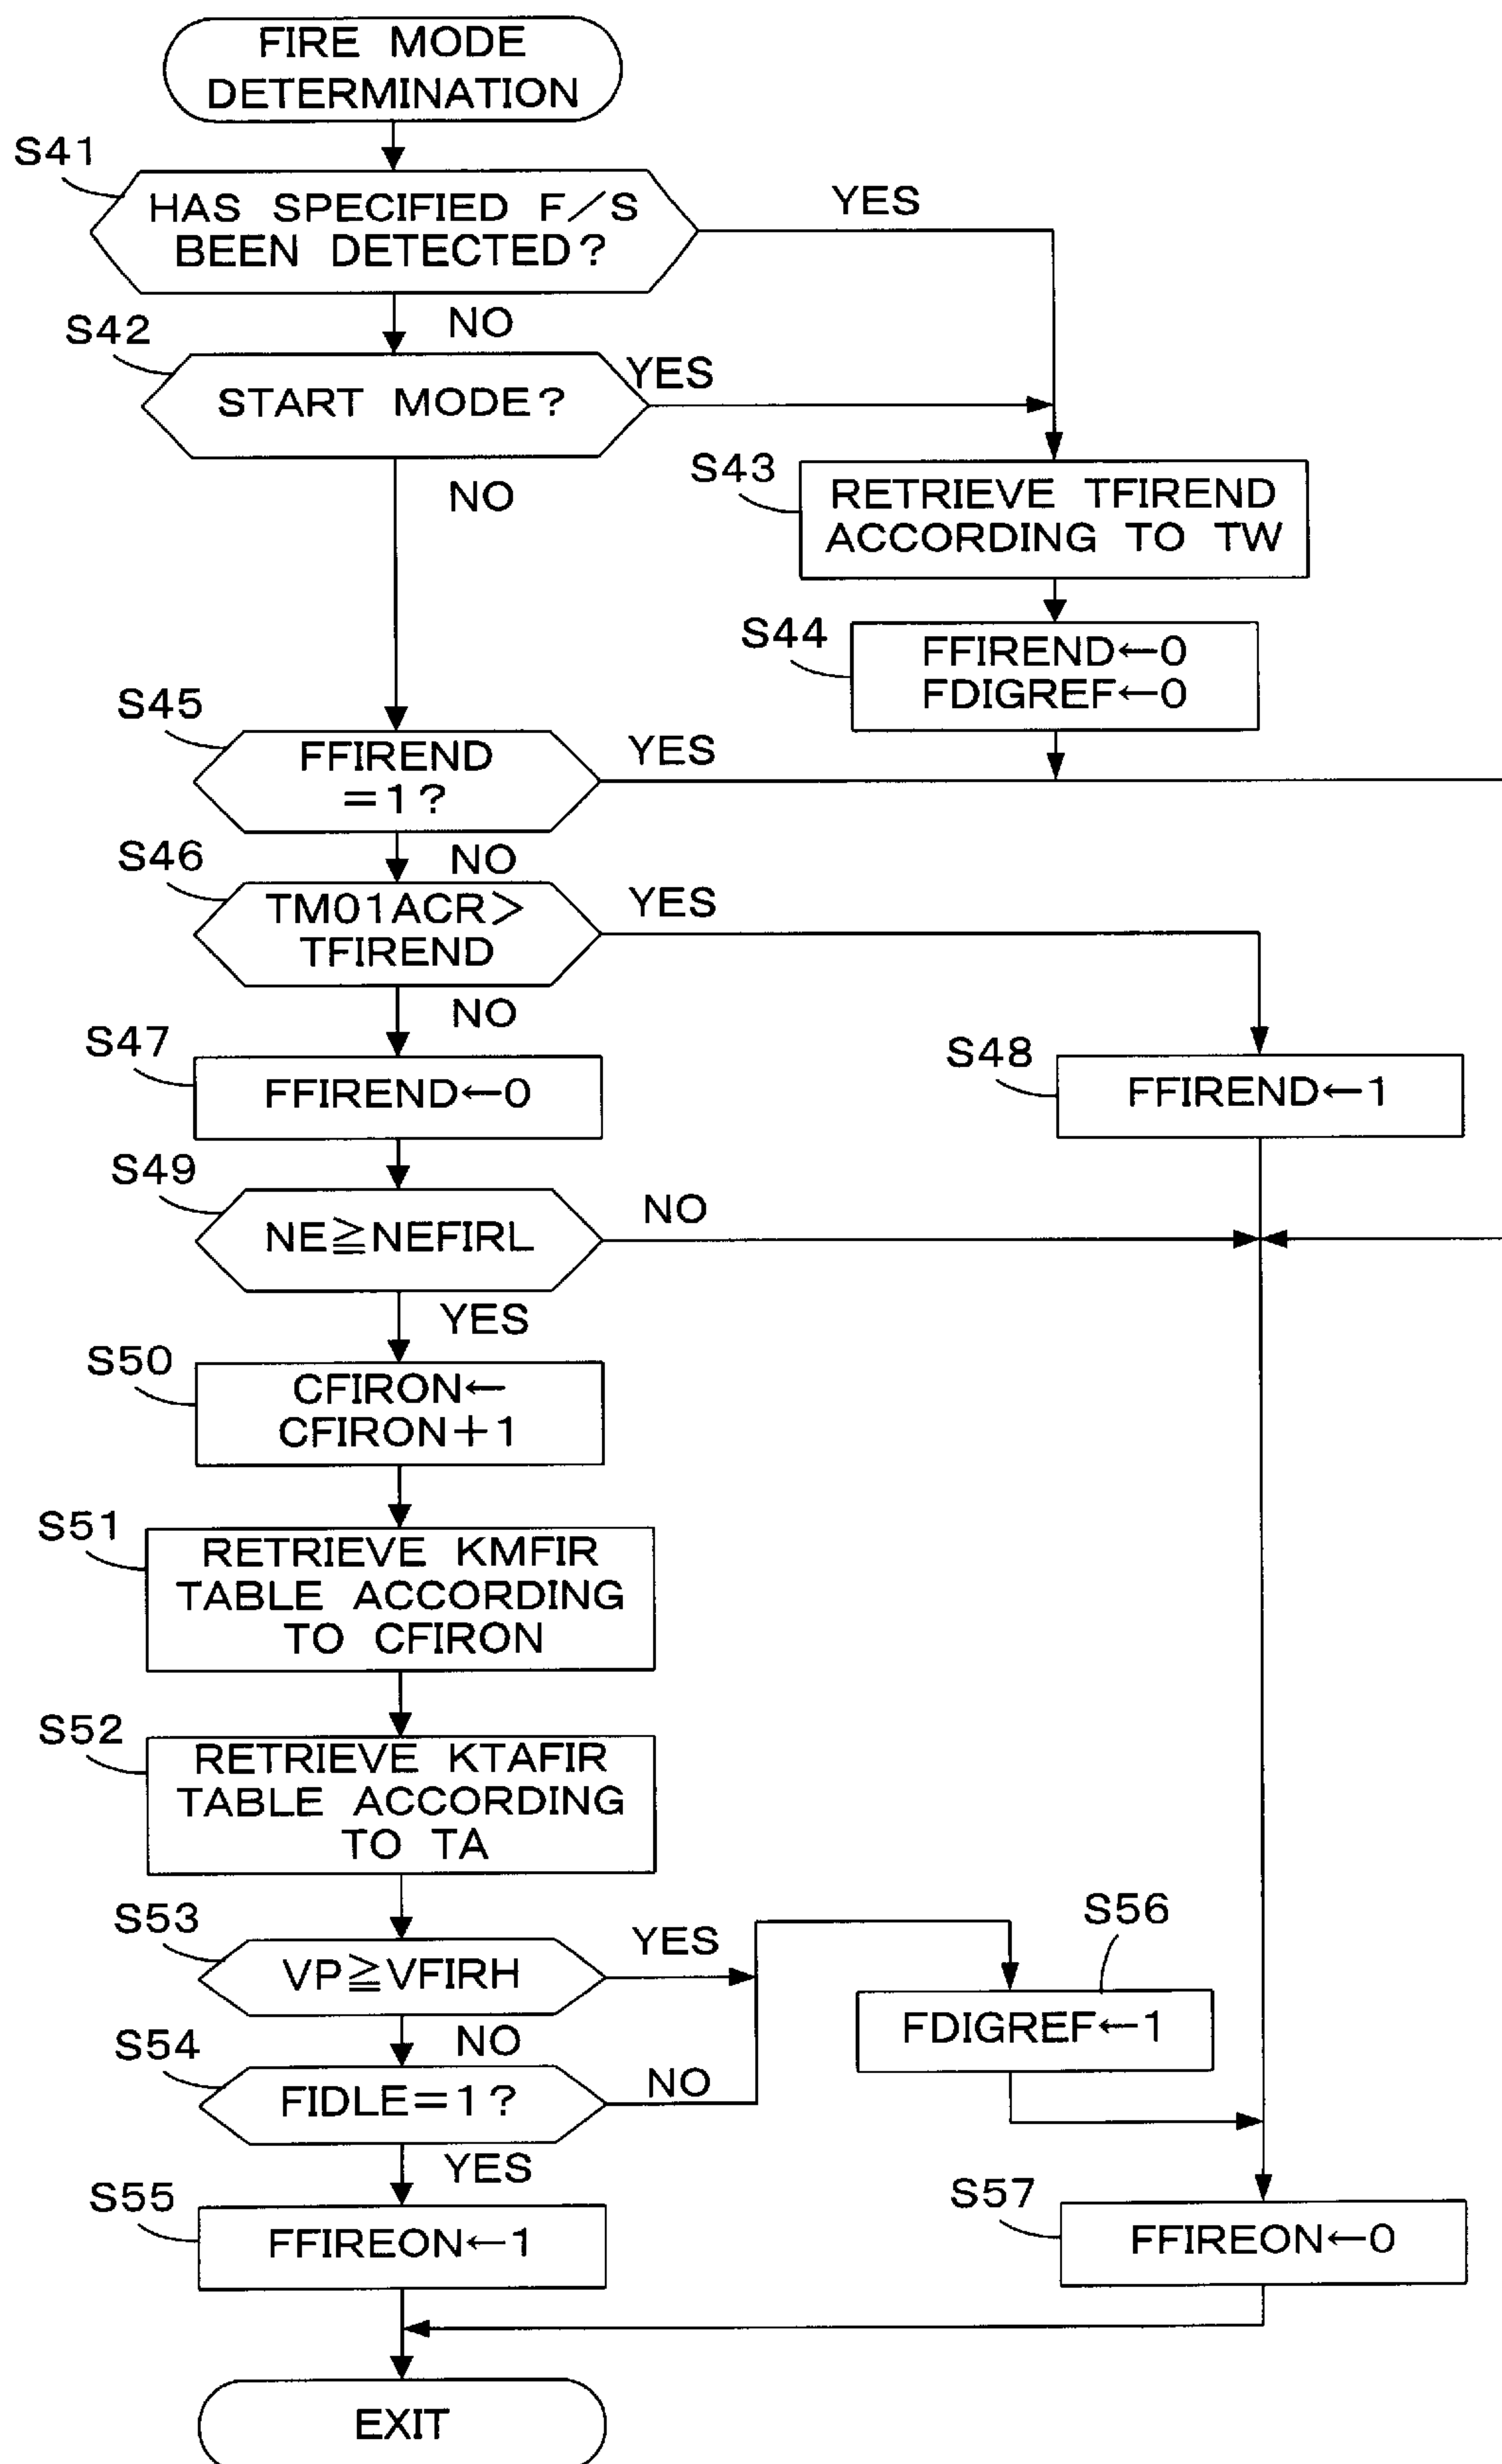 FIRE MODE
DETERMINATION
S41
HAS SPECIFIED F/S
BEEN DETECTED?
YES
NO
S42
START MODE?
YES
NO
S43
RETRIEVE TFIREND
ACCORDING TO TW
S44
FFIREND←0
FDIGREF←0
S45
FFIREND
=1?
YES
NO
S46
TM01ACR>
TFIREND
YES
NO
S47
FFIREND←0
S48
FFIREND←1
S49
NE≧NEFIRL
NO
YES
S50
CFIRON←
CFIRON+1
S51
RETRIEVE KMFIR
TABLE ACCORDING
TO CFIRON
S52
RETRIEVE KTAFIR
TABLE ACCORDING
TO TA
S53
VP≧VFIRH
YES
NO
S56
FDIGREF←1
S54
FIDLE=1?
NO
YES
S55
FFIREON←1
S57
FFIREON←0
EXIT